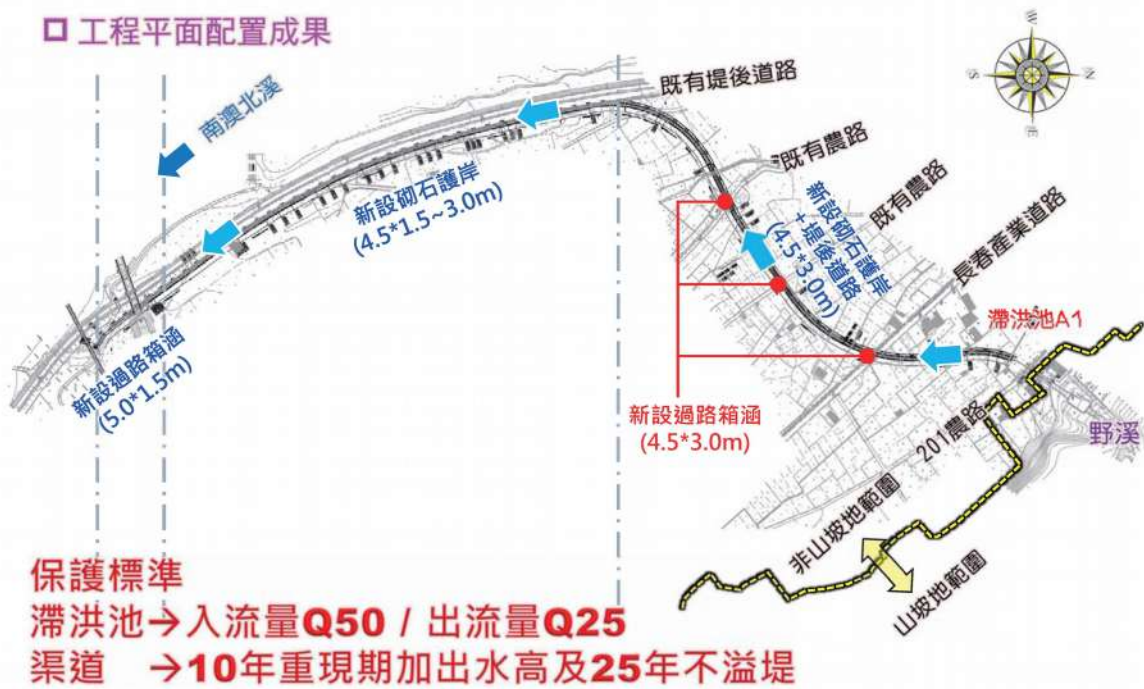 工程平面配置成果
W
S
N
E
既有堤後道路
南澳北溪
既有農路
新設砌石護岸
(4.5*1.5~3.0m)
新設砌石護岸
+堤後道路
(4.5*3.0m)
既有農路
長春產業道路
滯洪池A1
新設過路箱涵
(5.0*1.5m)
新設過路箱涵
(4.5*3.0m)
201農路
野溪
非山坡地範圍
山坡地範圍
保護標準
滯洪池→入流量Q50 / 出流量Q25
渠道 →10年重現期加出水高及25年不溢堤